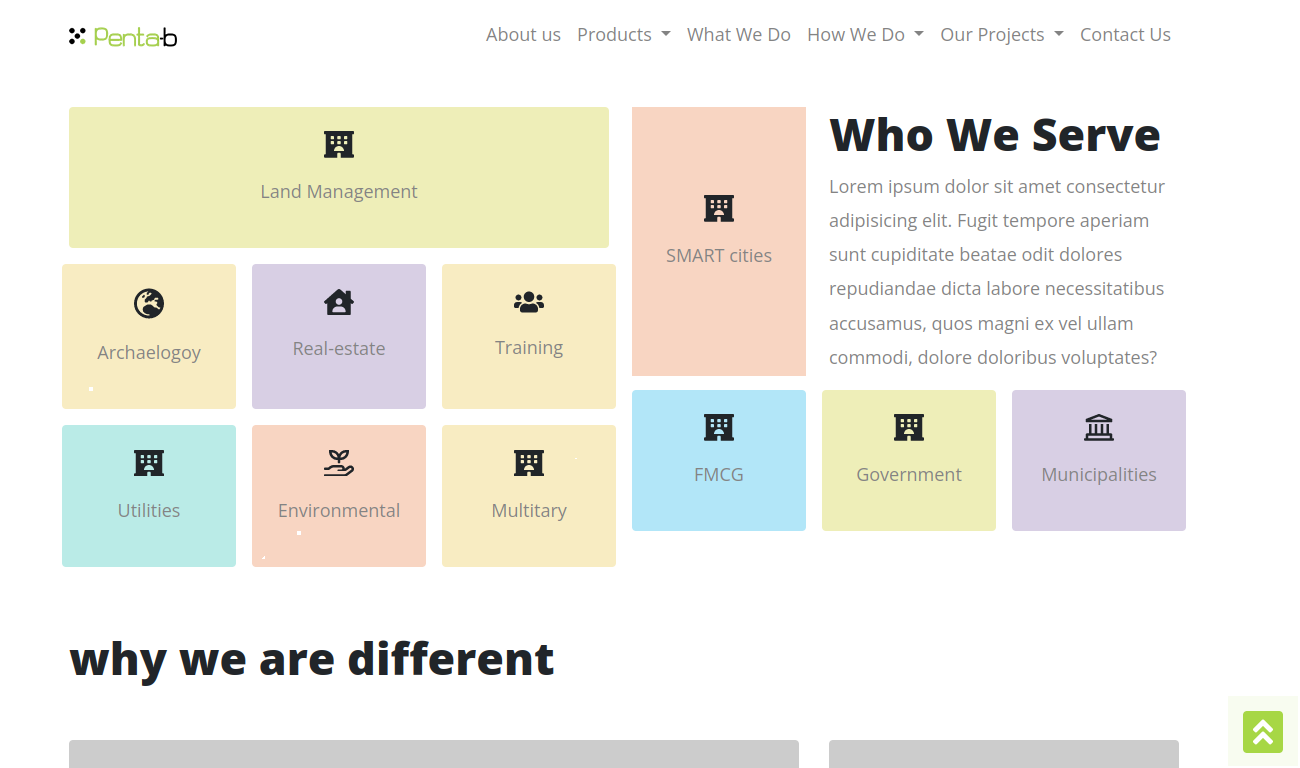 Penta-b
About us Products What We Do How We Do Our Projects Contact Us
Land Management
SMART cities
Who We Serve
Lorem ipsum dolor sit amet consectetur
adipisicing elit. Fugit tempore aperiam
sunt cupiditate beatae odit dolores
repudiandae dicta labore necessitatibus
accusamus, quos magni ex vel ullam
commodi, dolore doloribus voluptates?
Archaelogoy
Real-estate
Training
FMCG
Government
Municipalities
Utilities
Environmental
Multitary
why we are different